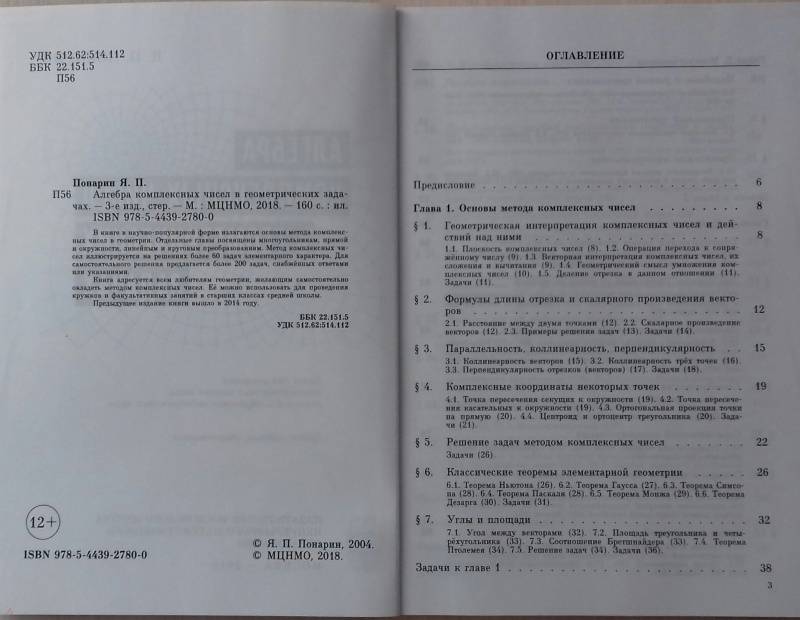 УДК 512.62:514.112
ББК 22.151.5
П56
Понарин Я. П.
П56 Алгебра комплексных чисел в геометрических зада-
чах. — 3-е изд., стер. — М. : МЦНМО, 2018. — 160 с. : ил.
ISBN 978-5-4439-2780-0
В книге в научно-популярной форме излагаются основы метода комплекс-
ных чисел в геометрии. Отдельные главы посвящены многоугольникам, прямой
и окружности, линейным и круговым преобразованиям. Метод комплексных чи-
сел иллюстрируется на решениях более 60 задач элементарного характера. Для
самостоятельного решения предлагается более 200 задач, снабжённых ответами
или указаниями.
Книга адресуется всем любителям геометрии, желающим самостоятельно
овладеть методом комплексных чисел. Её можно использовать для проведения
кружков и факультативных занятий в старших классах средней школы.
Предыдущее издание книги вышло в 2014 году.
ББК 22.151.5
УДК 512.62:514.112
12+
ISBN 978-5-4439-2780-0
© Я. П. Понарин, 2004.
© МЦНМО, 2018.
ОГЛАВЛЕНИЕ
Предисловие 6
Глава 1. Основы метода комплексных чисел 8
§ 1. Геометрическая интерпретация комплексных чисел и дей-
ствий над ними 8
1.1. Плоскость комплексных чисел (8). 1.2. Операция перехода к сопря-
жённому числу (9). 1.3. Векторная интерпретация комплексных чисел, их
сложения и вычитания (9). 1.4. Геометрический смысл умножения ком-
плексных чисел (10). 1.5. Деление отрезка в данном отношении (11).
Задачи (11).
§ 2. Формулы длины отрезка и скалярного произведения векто-
ров 12
2.1. Расстояние между двумя точками (12). 2.2. Скалярное произведение
векторов (12). 2.3. Примеры решения задач (13). Задачи (14).
§ 3. Параллельность, коллинеарность, перпендикулярность 15
3.1. Коллинеарность векторов (15). 3.2. Коллинеарность трёх точек (16).
3.3. Перпендикулярность отрезков (векторов) (17). Задачи (18).
§ 4. Комплексные координаты некоторых точек 19
4.1. Точка пересечения секущих к окружности (19). 4.2. Точка пересече-
ния касательных к окружности (19). 4.3. Ортогональная проекция точки
на прямую (20). 4.4. Центроид и ортоцентр треугольника (20). Зада-
чи (21).
§ 5. Решение задач методом комплексных чисел 22
Задачи (26).
§ 6. Классические теоремы элементарной геометрии 26
6.1. Теорема Ньютона (26). 6.2. Теорема Гаусса (27). 6.3. Теорема Симсо-
на (28). 6.4. Теорема Паскаля (28). 6.5. Теорема Монжа (29). 6.6. Теорема
Дезарга (30). Задачи (31).
§ 7. Углы и площади 32
7.1. Угол между векторами (32). 7.2. Площадь треугольника и четы-
рёхугольника (33). 7.3. Соотношение Бретшнайдера (33). 7.4. Теорема
Птолемея (34). 7.5. Решение задач (34). Задачи (36).
Задачи к главе 1 38
3